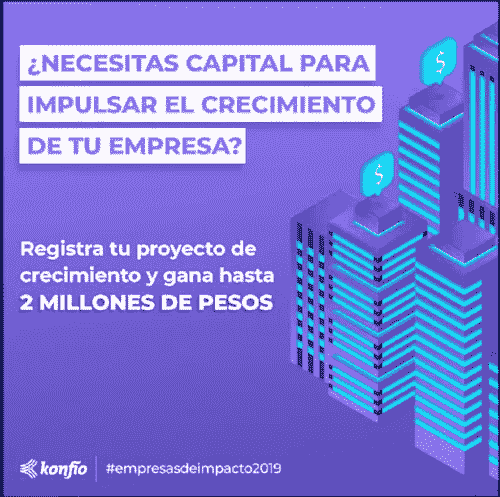 ¿NECESITAS CAPITAL PARA
IMPULSAR EL CRECIMIENTO
DE TU EMPRESA?
$
$
Registra tu proyecto de
crecimiento y gana hasta
2 MILLONES DE PESOS
konfío | #empresasdeimpacto2019